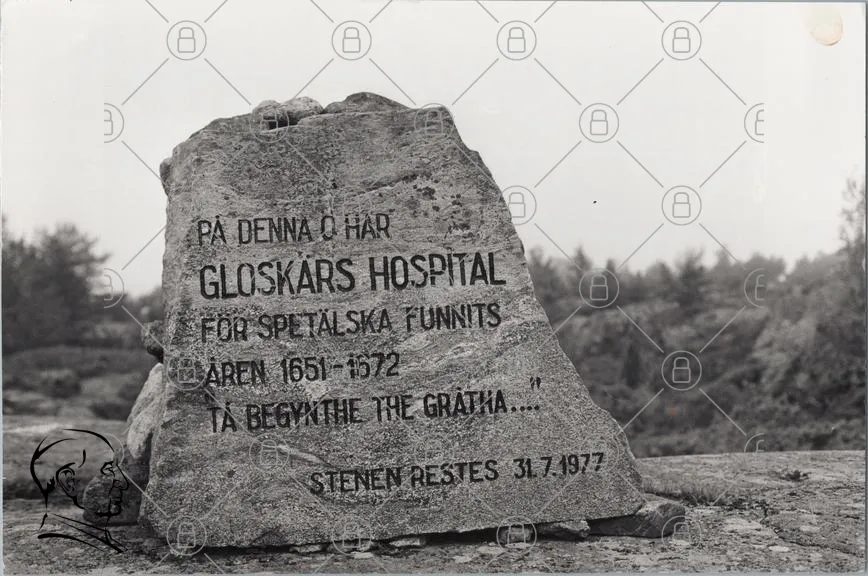 PÅ DENNA Ö HAR
GLOSKÄRS HOSPITAL
FÖR SPETÄLSKA FUNNITS
ÅREN 1651-1672
TÅ BEGYNTHE THE GRÅTHA...."
STENEN RESTES 31.7.1977